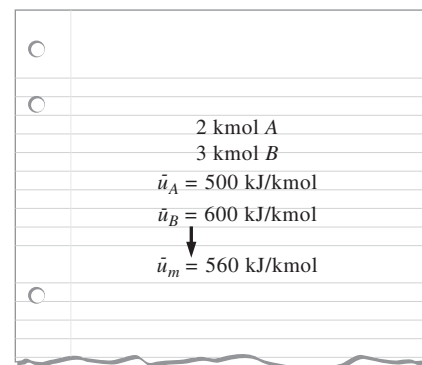 2 kmol A
3 kmol B
ū_A = 500 kJ/kmol
ū_B = 600 kJ/kmol
ū_m = 560 kJ/kmol